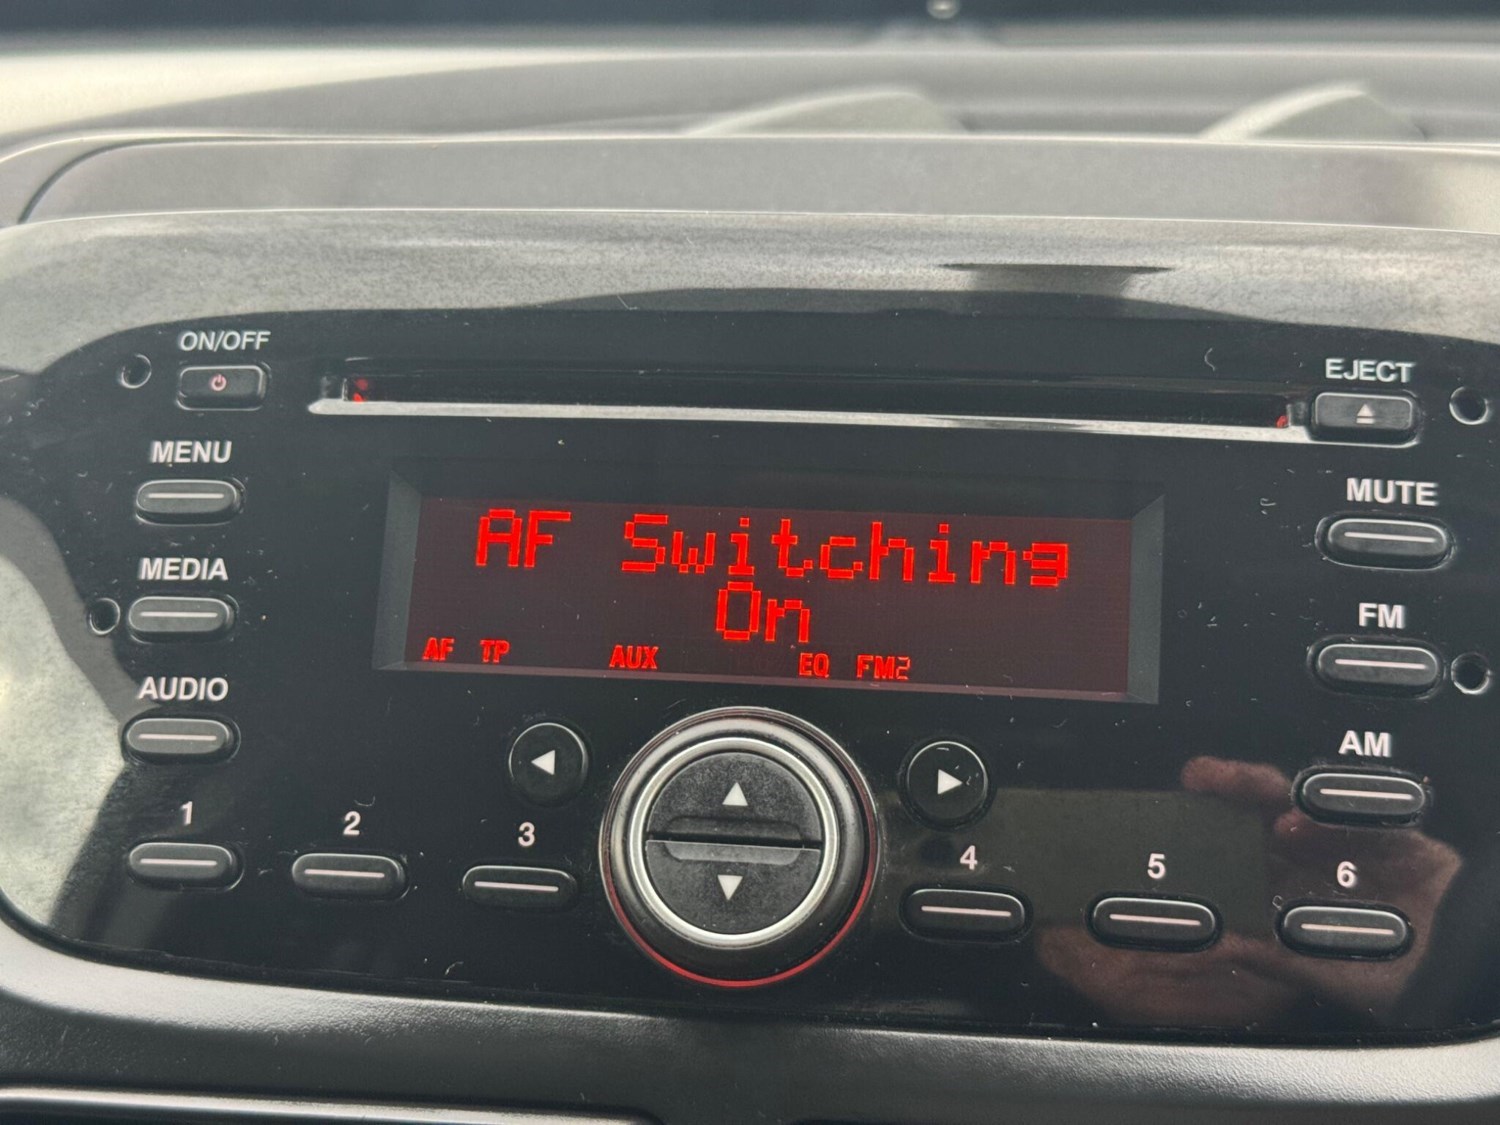 ON/OFF
EJECT
MENU
MUTE
AF Switching
On
MEDIA
FM
AF TP AUX EQ FM2
AUDIO
AM
1 2 3 4 5 6